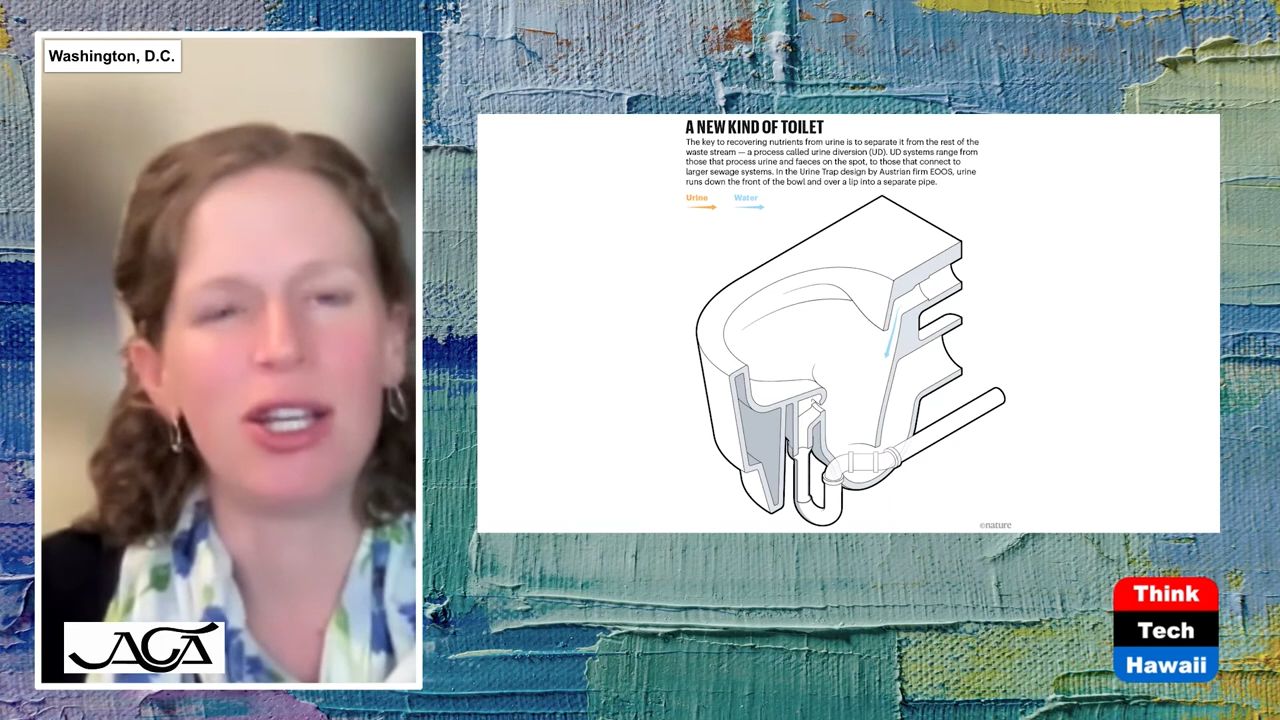 Washington, D.C.
A NEW KIND OF TOILET
The key to recovering nutrients from urine is to separate it from the rest of the
waste stream — a process called urine diversion (UD). UD systems range from
those that process urine and faeces on the spot, to those that connect to
larger sewage systems. In the Urine Trap design by Austrian firm EOOS, urine
runs down the front of the bowl and over a lip into a separate pipe.
Urine Water
©nature
JAGA
Think
Tech
Hawaii